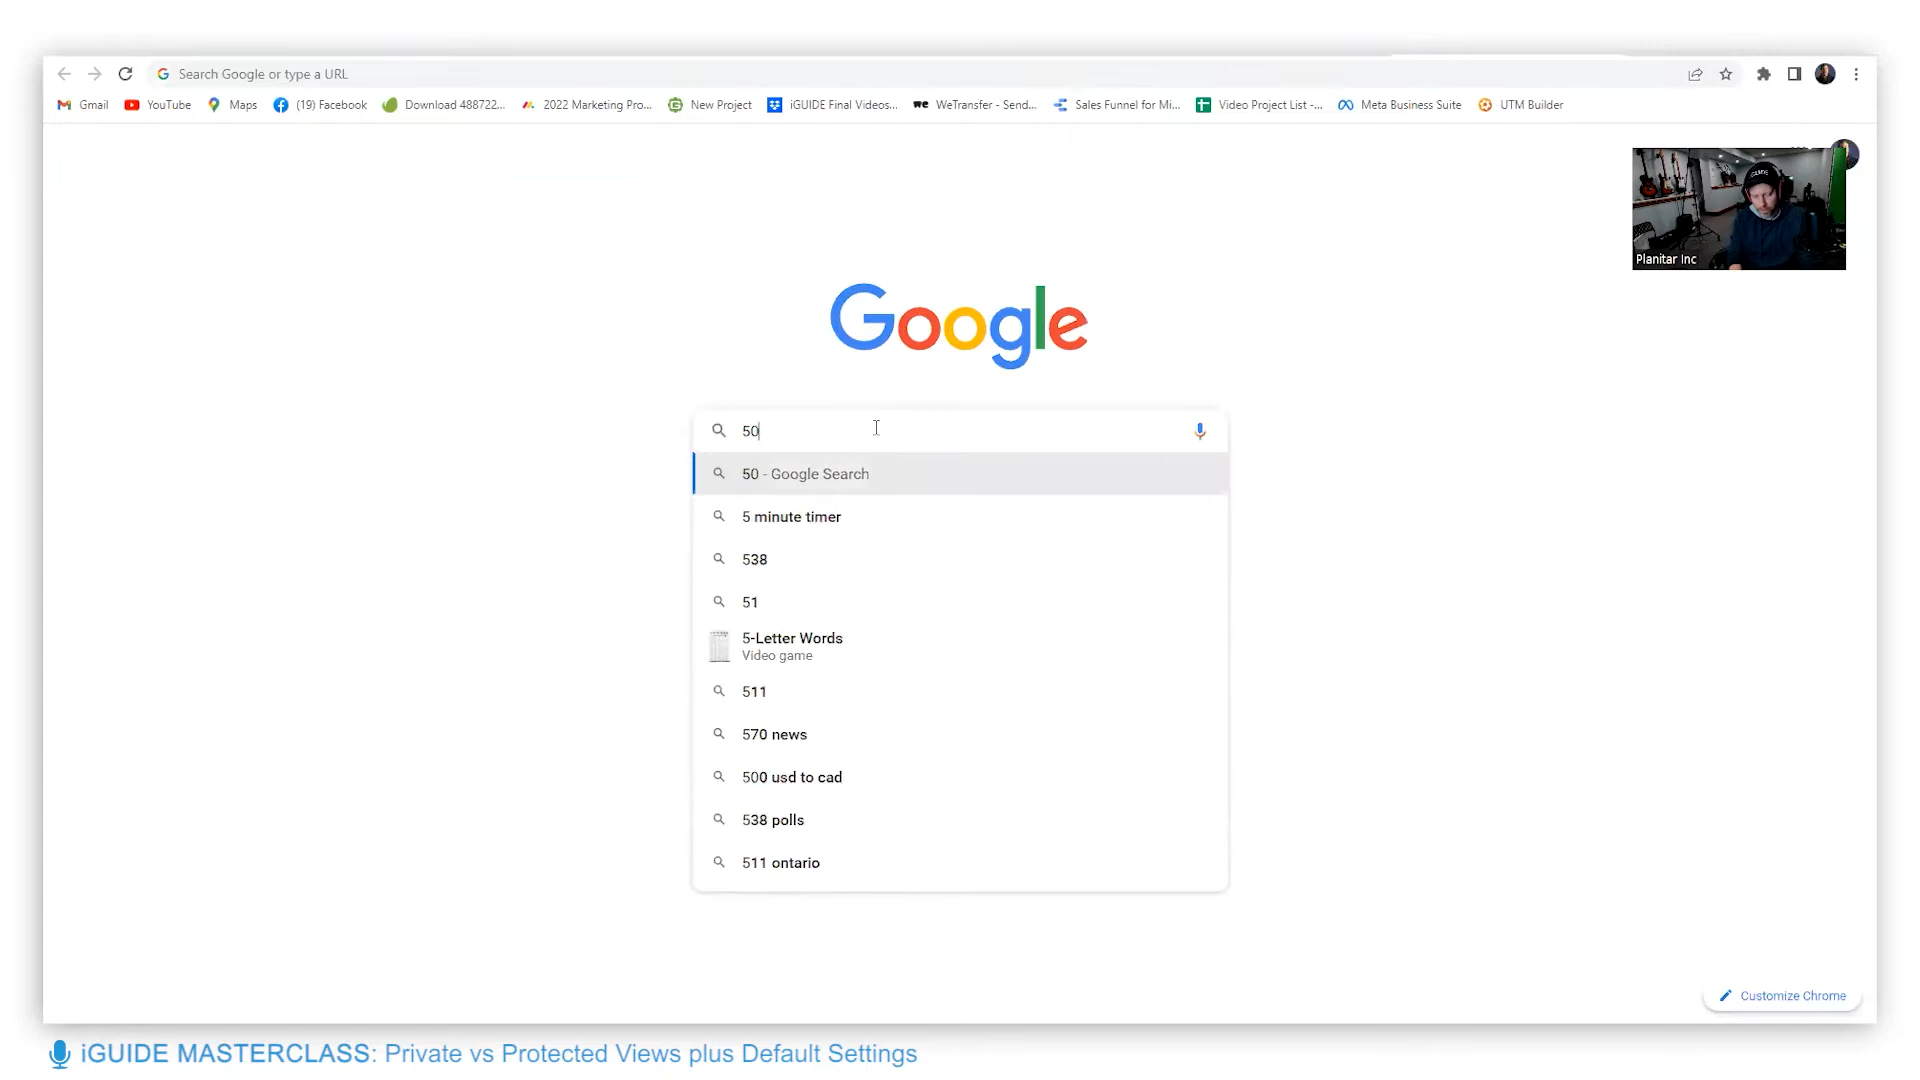 Search Google or type a URL
Gmail YouTube Maps (19) Facebook Download 488722... 2022 Marketing Pro... New Project iGUIDE Final Videos... WeTransfer - Send... Sales Funnel for Mi... Video Project List -... Meta Business Suite UTM Builder
GUIDE
Planitar Inc
Google
50
50 - Google Search
5 minute timer
538
51
5-Letter Words
Video game
511
570 news
500 usd to cad
538 polls
511 ontario
Customize Chrome
iGUIDE MASTERCLASS: Private vs Protected Views plus Default Settings